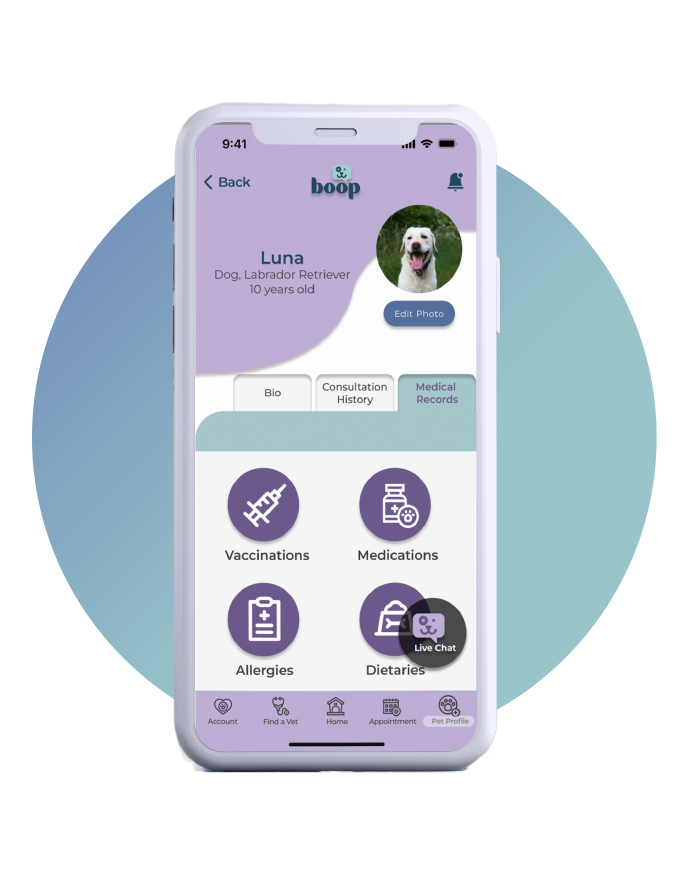 9:41
Back
boop
Luna
Dog, Labrador Retriever
10 years old
Edit Photo
Bio
Consultation
History
Medical
Records
Vaccinations
Medications
Allergies
Dietaries
Live Chat
Account
Find a Vet
Home
Appointment
Pet Profile